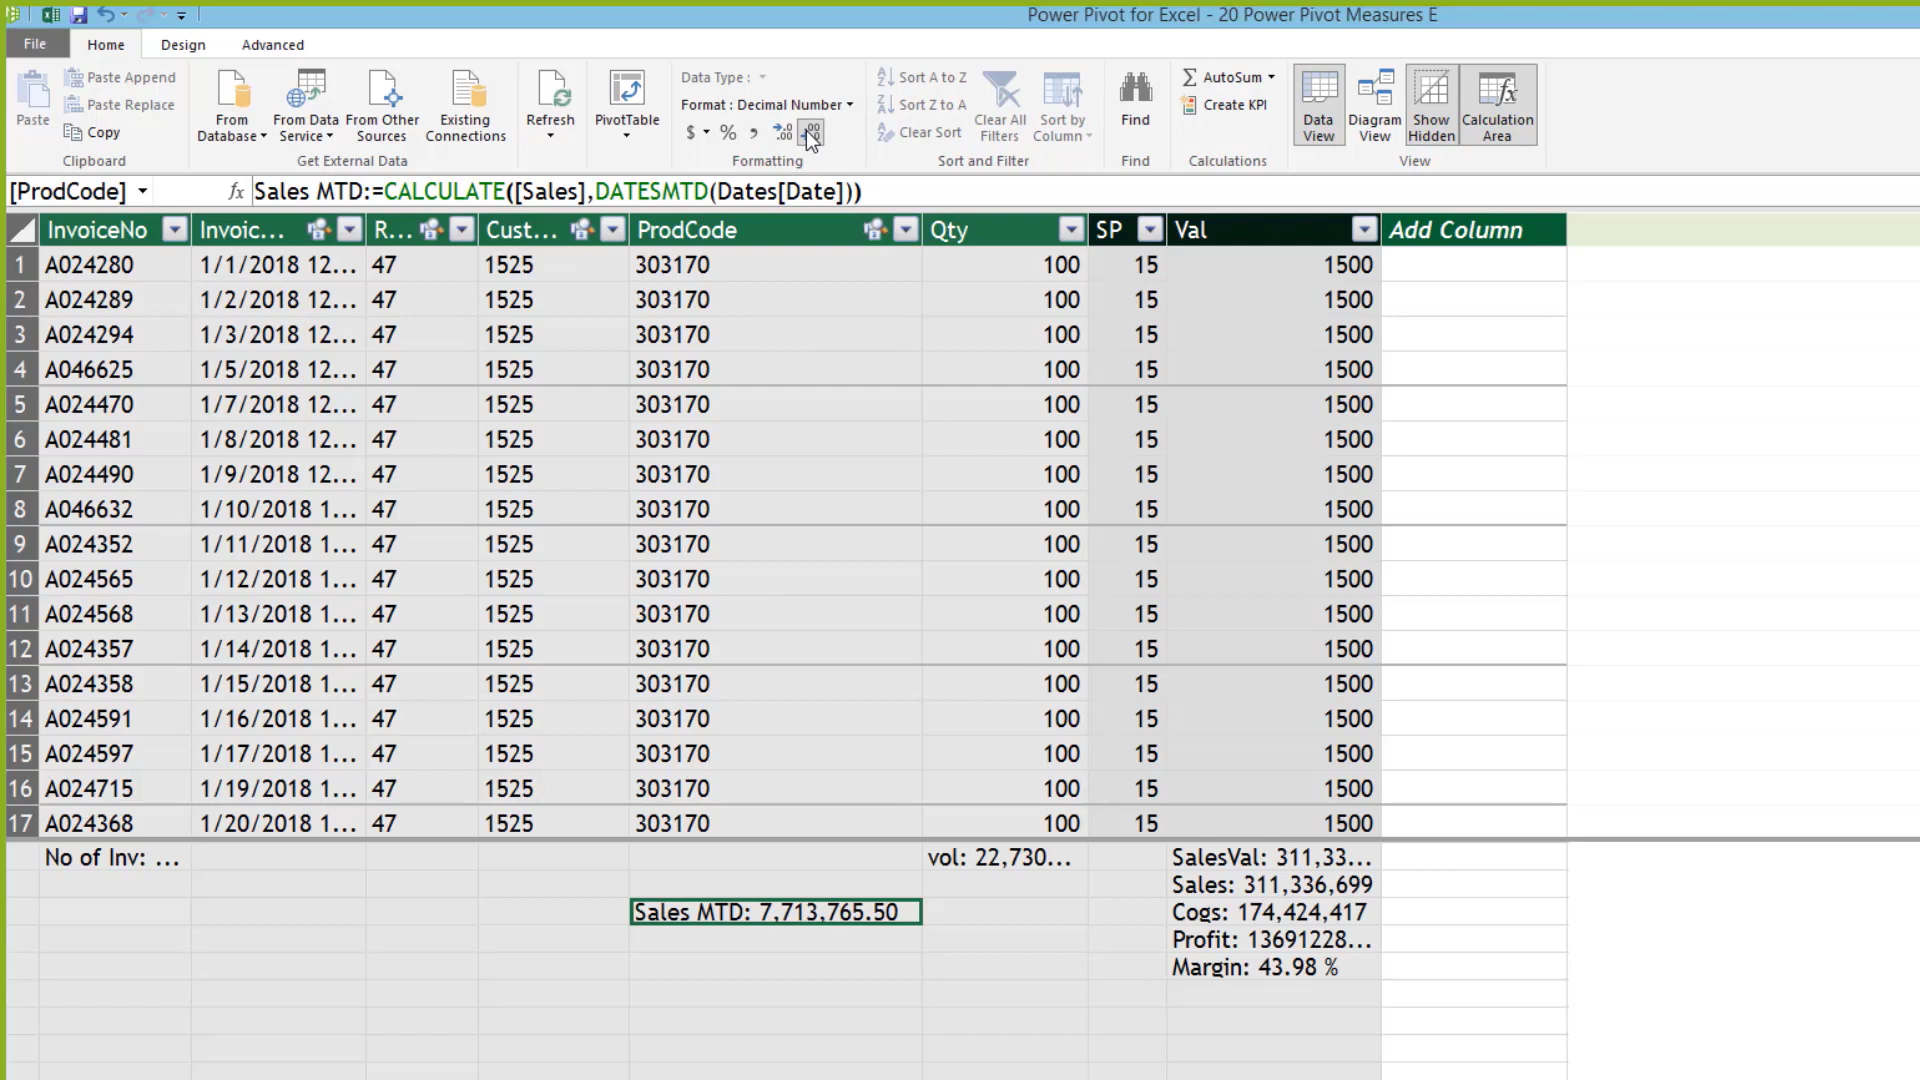 Power Pivot for Excel - 20 Power Pivot Measures E
File Home Design Advanced
Paste
Paste Append
Paste Replace
Copy
Clipboard
From Database
From Data Service
From Other Sources
Existing Connections
Get External Data
Refresh
PivotTable
Data Type :
Format : Decimal Number
$ % , .0 .00 .00
Formatting
Sort A to Z
Sort Z to A
Clear Sort
Clear All Filters
Sort by Column
Sort and Filter
Find
Find
AutoSum
Create KPI
Calculations
Data View
Diagram View
Show Hidden
Calculation Area
View
[ProdCode] fx Sales MTD:=CALCULATE([Sales],DATESMTD(Dates[Date]))
InvoiceNo Invoic... R... Cust... ProdCode Qty SP Val Add Column
1 A024280 1/1/2018 12... 47 1525 303170 100 15 1500
2 A024289 1/2/2018 12... 47 1525 303170 100 15 1500
3 A024294 1/3/2018 12... 47 1525 303170 100 15 1500
4 A046625 1/5/2018 12... 47 1525 303170 100 15 1500
5 A024470 1/7/2018 12... 47 1525 303170 100 15 1500
6 A024481 1/8/2018 12... 47 1525 303170 100 15 1500
7 A024490 1/9/2018 12... 47 1525 303170 100 15 1500
8 A046632 1/10/2018 1... 47 1525 303170 100 15 1500
9 A024352 1/11/2018 1... 47 1525 303170 100 15 1500
10 A024565 1/12/2018 1... 47 1525 303170 100 15 1500
11 A024568 1/13/2018 1... 47 1525 303170 100 15 1500
12 A024357 1/14/2018 1... 47 1525 303170 100 15 1500
13 A024358 1/15/2018 1... 47 1525 303170 100 15 1500
14 A024591 1/16/2018 1... 47 1525 303170 100 15 1500
15 A024597 1/17/2018 1... 47 1525 303170 100 15 1500
16 A024715 1/19/2018 1... 47 1525 303170 100 15 1500
17 A024368 1/20/2018 1... 47 1525 303170 100 15 1500
No of Inv: ... vol: 22,730... SalesVal: 311,33...
Sales: 311,336,699
Sales MTD: 7,713,765.50 Cogs: 174,424,417
Profit: 13691228...
Margin: 43.98 %